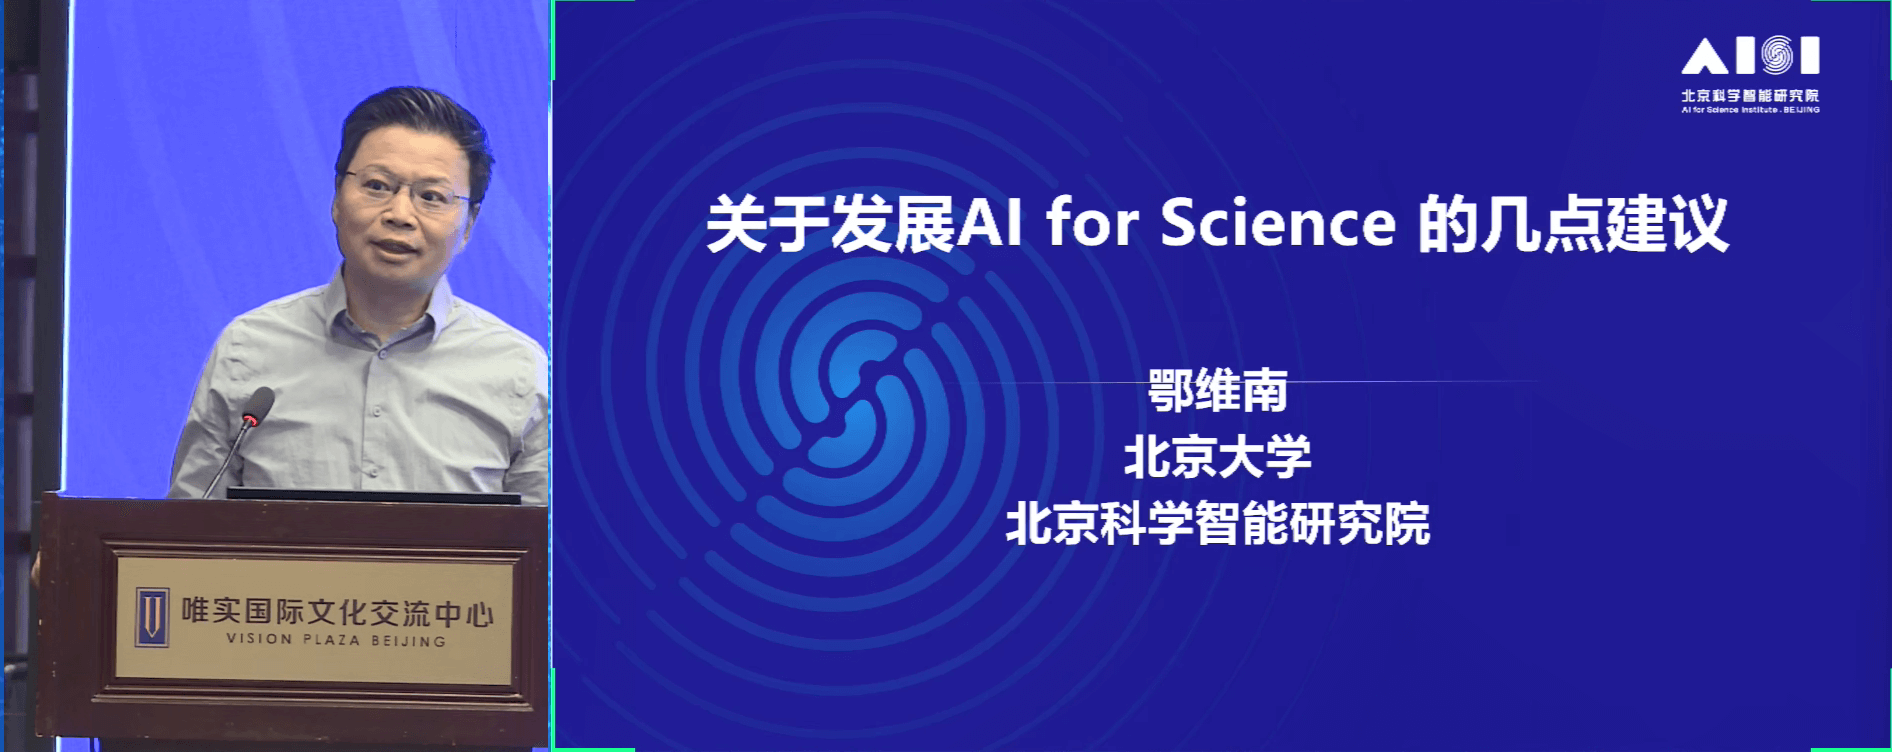 AISI
北京科学智能研究院
AI for Science Institute . BEIJING
关于发展AI for Science 的几点建议
鄂维南
北京大学
北京科学智能研究院
唯实国际文化交流中心
VISION PLAZA BEIJING